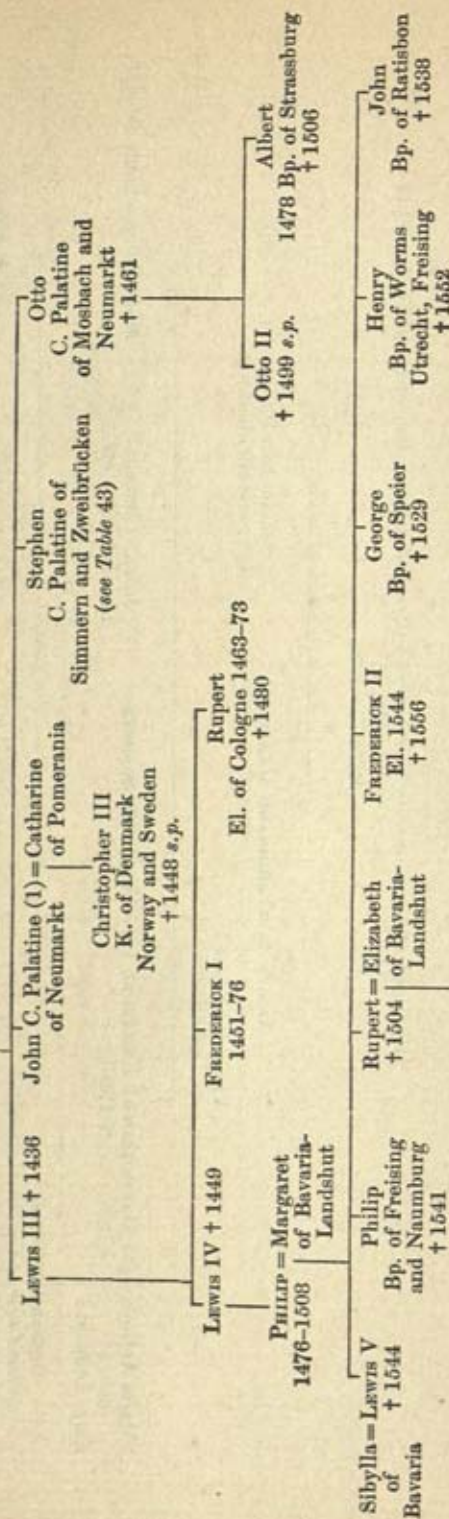 LEWIS III † 1436
John C. Palatine (1) = Catharine
of Neumarkt
of Pomerania
Christopher III
K. of Denmark
Norway and Sweden
† 1448 s.p.
Stephen
C. Palatine of
Simmern and Zweibrücken
(see Table 43)
Otto
C. Palatine
of Mosbach and
Neumarkt
† 1461
LEWIS IV † 1449
FREDERICK I
1451–76
Rupert
El. of Cologne 1463–73
† 1480
Otto II
† 1499 s.p.
Albert
1478 Bp. of Strassburg
† 1506
PHILIP = Margaret
1476–1508
of Bavaria-
Landshut
Sibylla = LEWIS V
of
Bavaria
† 1544
Philip
Bp. of Freising
and Naumburg
† 1541
Rupert = Elizabeth
† 1504
of Bavaria-
Landshut
FREDERICK II
El. 1544
† 1556
George
Bp. of Speier
† 1529
Henry
Bp. of Worms
Utrecht, Freising
† 1552
John
Bp. of Ratisbon
† 1538